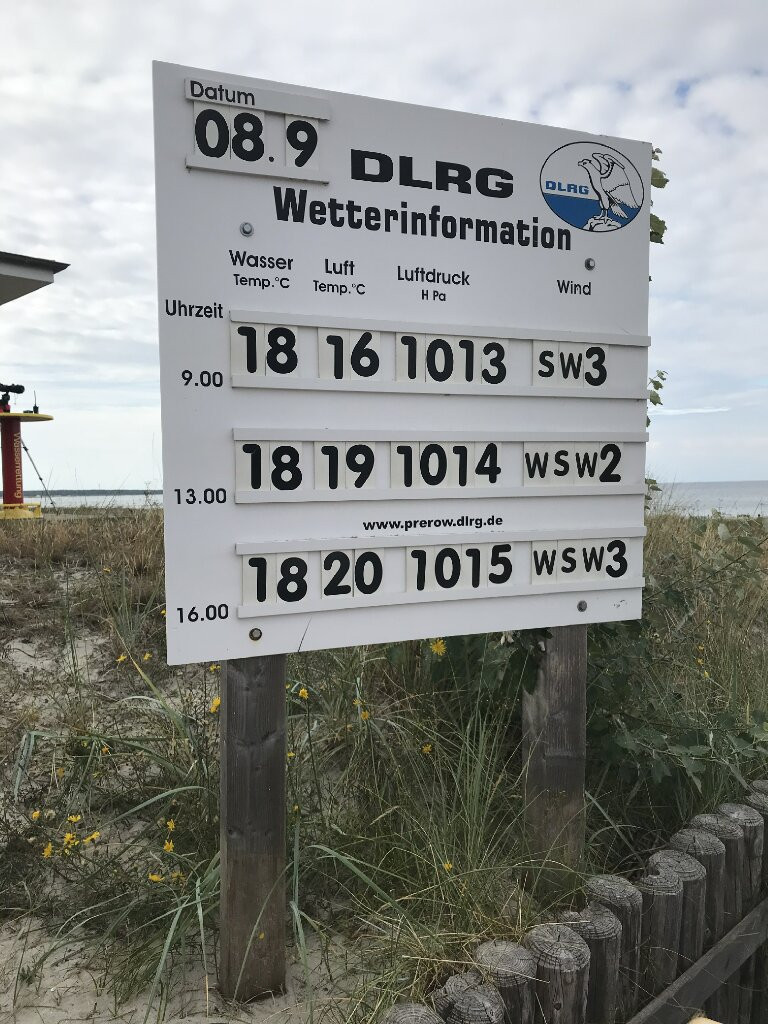 Datum
08.9
DLRG
DLRG
Wetterinformation
Wasser Luft Luftdruck Wind
Temp.°C Temp.°C H Pa
Uhrzeit
9.00 18 16 1013 SW3
13.00 18 19 1014 WSW2
www.prerow.dlrg.de
16.00 18 20 1015 WSW3
Wasserrettung